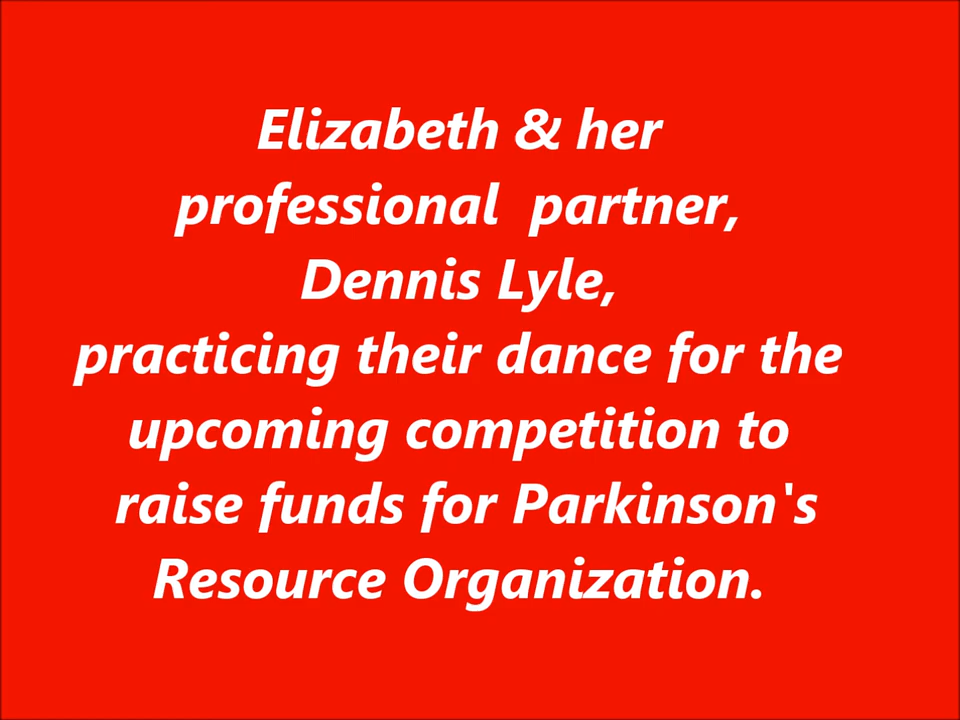 Elizabeth & her
professional partner,
Dennis Lyle,
practicing their dance for the
upcoming competition to
raise funds for Parkinson's
Resource Organization.